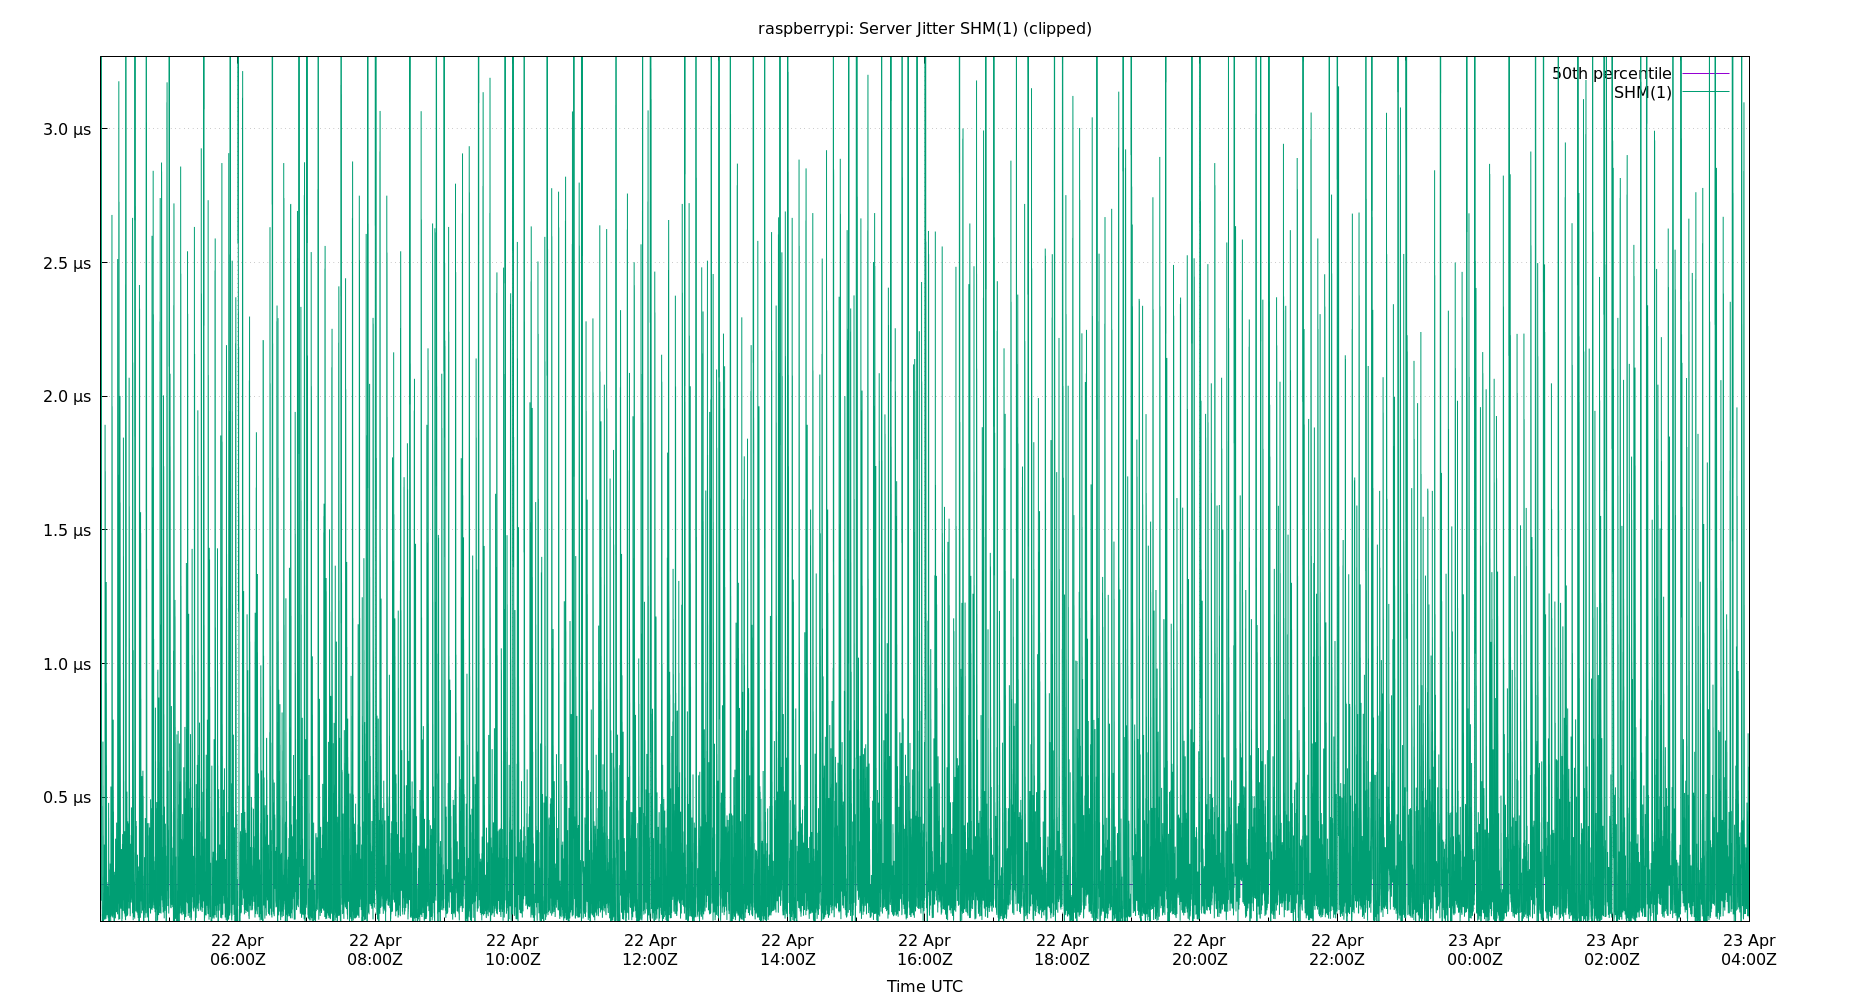 raspberrypi: Server Jitter SHM(1) (clipped)
50th percentile
SHM(1)
3.0 µs
2.5 µs
2.0 µs
1.5 µs
1.0 µs
0.5 µs
22 Apr 22 Apr 22 Apr 22 Apr 22 Apr 22 Apr 22 Apr 22 Apr 22 Apr 23 Apr 23 Apr 23 Apr
06:00Z 08:00Z 10:00Z 12:00Z 14:00Z 16:00Z 18:00Z 20:00Z 22:00Z 00:00Z 02:00Z 04:00Z
Time UTC